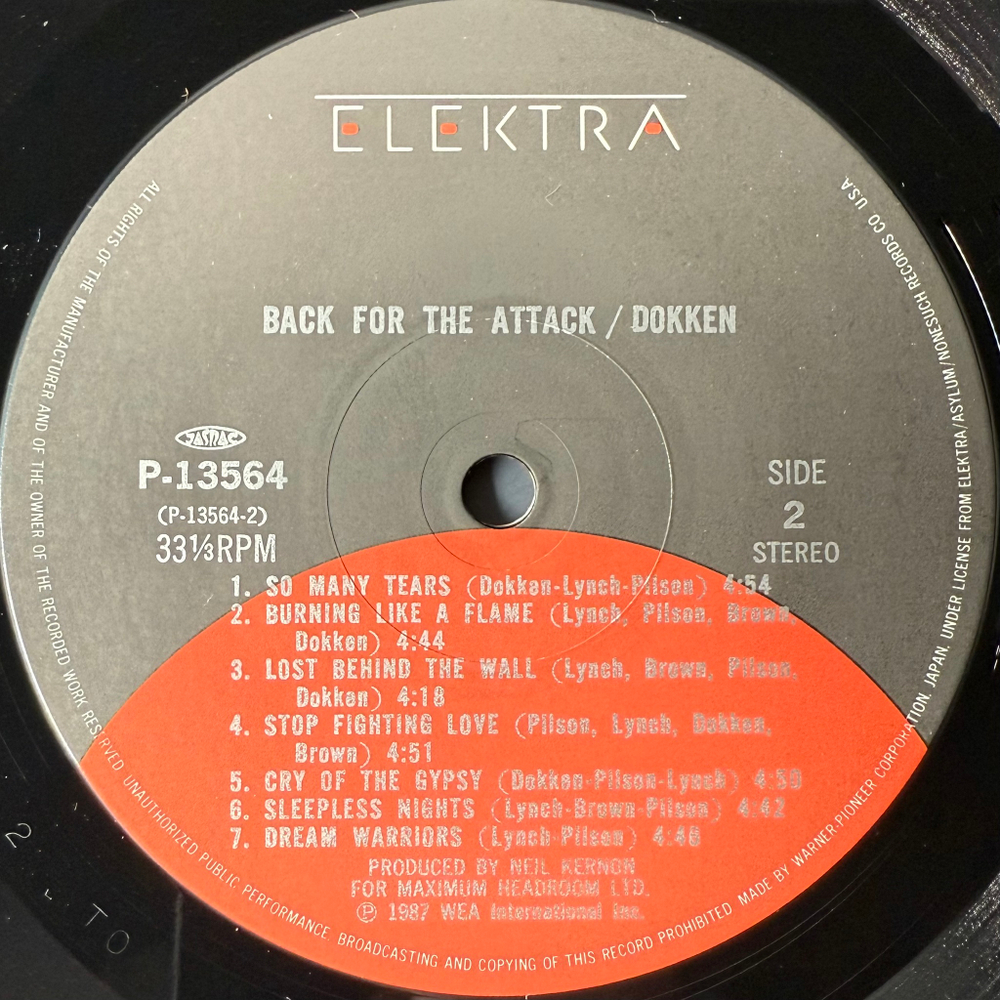 ELEKTRA
BACK FOR THE ATTACK / DOKKEN
JASRAC
P-13564
(P-13564-2)
33⅓RPM
SIDE
2
STEREO
1. SO MANY TEARS (Dokken-Lynch-Pilson) 4:54
2. BURNING LIKE A FLAME (Lynch, Pilson, Brown,
Dokken) 4:44
3. LOST BEHIND THE WALL (Lynch, Brown, Pilson,
Dokken) 4:18
4. STOP FIGHTING LOVE (Pilson, Lynch, Dokken,
Brown) 4:51
5. CRY OF THE GYPSY (Dokken-Pilson-Lynch)
6. SLEEPLESS NIGHTS (Lynch-Brown-Pilson)
7. DREAM WARRIORS (Lynch-Pilson)
PRODUCED BY NEIL KERNON
FOR MAXIMUM HEADROOM LTD.
Ⓟ 1987 WEA International Inc.
ALL RIGHTS OF THE MANUFACTURER AND OF THE OWNER OF THE RECORDED WORK RESERVED UNAUTHORIZED PUBLIC PERFORMANCE BROADCASTING AND COPYING OF THIS RECORD PROHIBITED MADE BY WARNER-PIONEER CORPORATION, JAPAN. UNDER LICENSE FROM ELEKTRA/ASYLUM/NONESUCH RECORDS CO U.S.A.
2 - TO